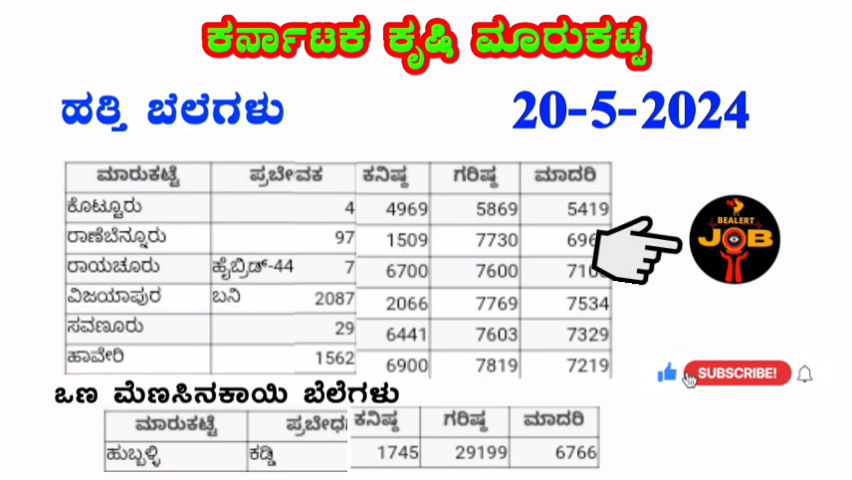 ಕರ್ನಾಟಕ ಕೃಷಿ ಮಾರುಕಟ್ಟೆ
ಹತ್ತಿ ಬೆಲೆಗಳು 20-5-2024
ಮಾರುಕಟ್ಟೆ ಪ್ರಬೇವಕ ಕನಿಷ್ಠ ಗರಿಷ್ಠ ಮಾದರಿ
ಕೊಟ್ಟೂರು 4 4969 5869 5419
ರಾಣೆಬೆನ್ನೂರು 97 1509 7730
ರಾಯಚೂರು ಹೈಬ್ರಿಡ್-44 7 6700 7600
ವಿಜಯಾಪುರ ಬನಿ 2087 2066 7769 7534
ಸವಣೂರು 29 6441 7603 7329
ಹಾವೇರಿ 1562 6900 7819 7219
BEALERT
JOB
SUBSCRIBE!
ಒಣ ಮೆಣಸಿನಕಾಯಿ ಬೆಲೆಗಳು
ಮಾರುಕಟ್ಟೆ ಕನಿಷ್ಠ ಗರಿಷ್ಠ ಮಾದರಿ
ಹುಬ್ಬಳ್ಳಿ ಕಡ್ಡಿ 1745 29199 6766